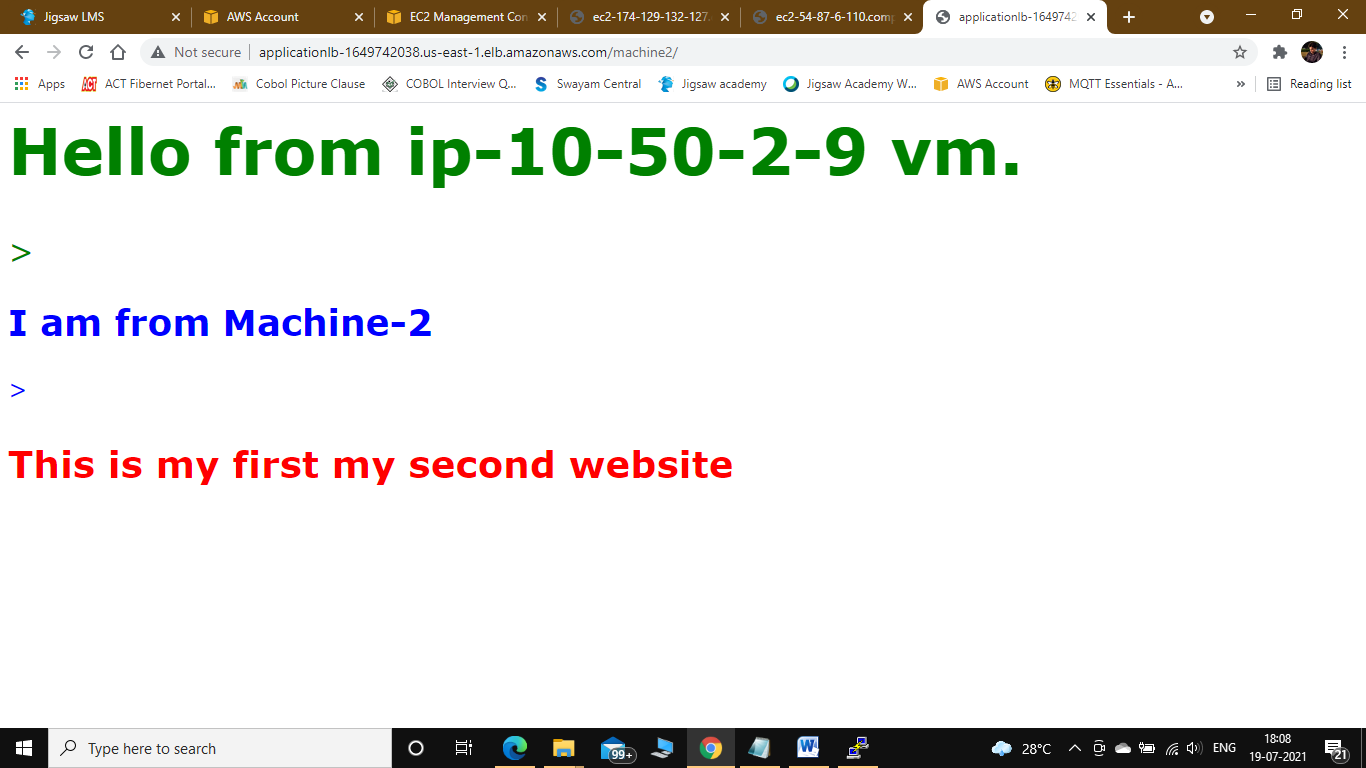 Jigsaw LMS
AWS Account
EC2 Management Con
ec2-174-129-132-127.
ec2-54-87-6-110.comp
applicationlb-1649742
Not secure
applicationlb-1649742038.us-east-1.elb.amazonaws.com/machine2/
Apps
ACT ACT Fibernet Portal...
Cobol Picture Clause
COBOL Interview Q...
Swayam Central
Jigsaw academy
Jigsaw Academy W...
AWS Account
MQTT Essentials - A...
»
Reading list
Hello from ip-10-50-2-9 vm.
>
I am from Machine-2
>
This is my first my second website
Type here to search
99+
28°C
ENG
18:08
19-07-2021
21